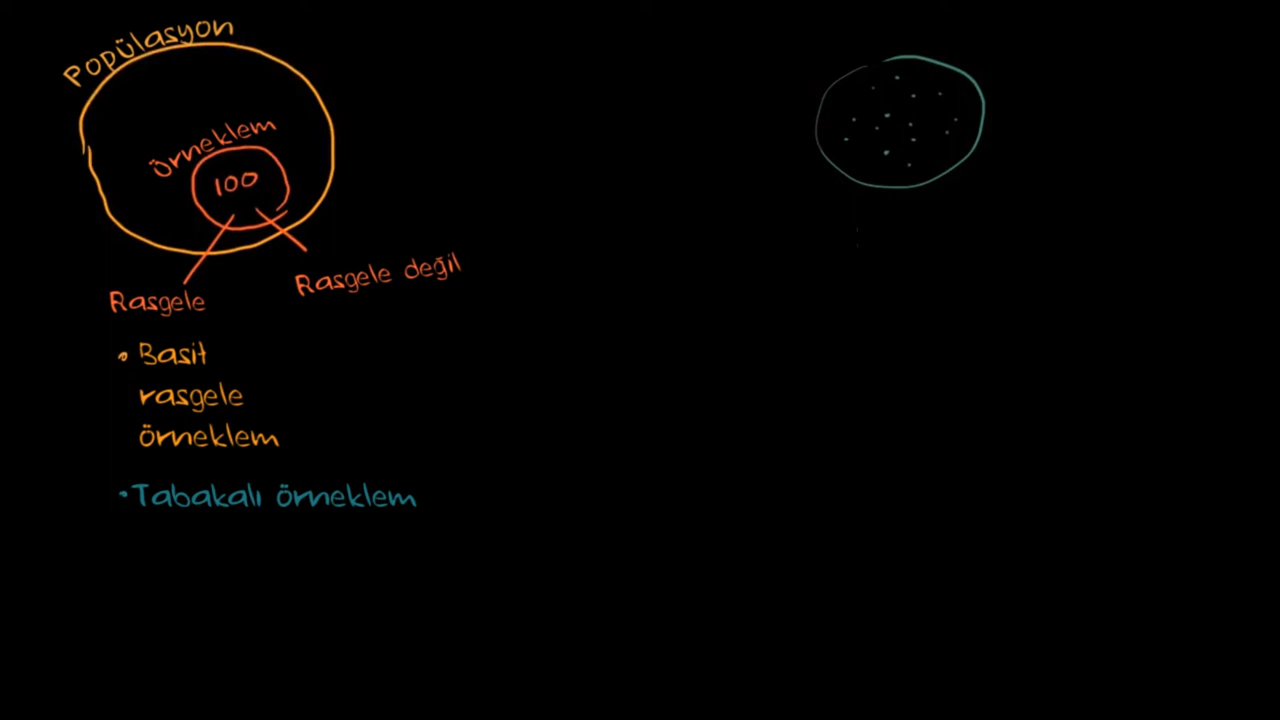 Popülasyon
örneklem
100
Rasgele değil
Rasgele
• Basit
rasgele
örneklem
• Tabakalı örneklem